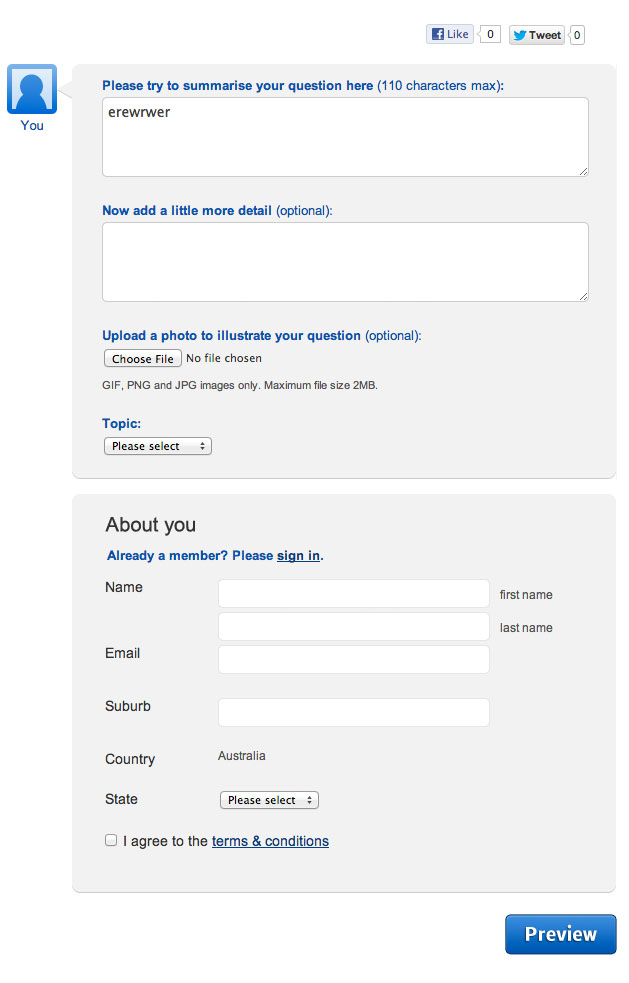 Like 0 Tweet 0
You
Please try to summarise your question here (110 characters max):
erewrwer
Now add a little more detail (optional):
Upload a photo to illustrate your question (optional):
Choose File No file chosen
GIF, PNG and JPG images only. Maximum file size 2MB.
Topic:
Please select
About you
Already a member? Please sign in.
Name first name
last name
Email
Suburb
Country Australia
State Please select
I agree to the terms & conditions
Preview